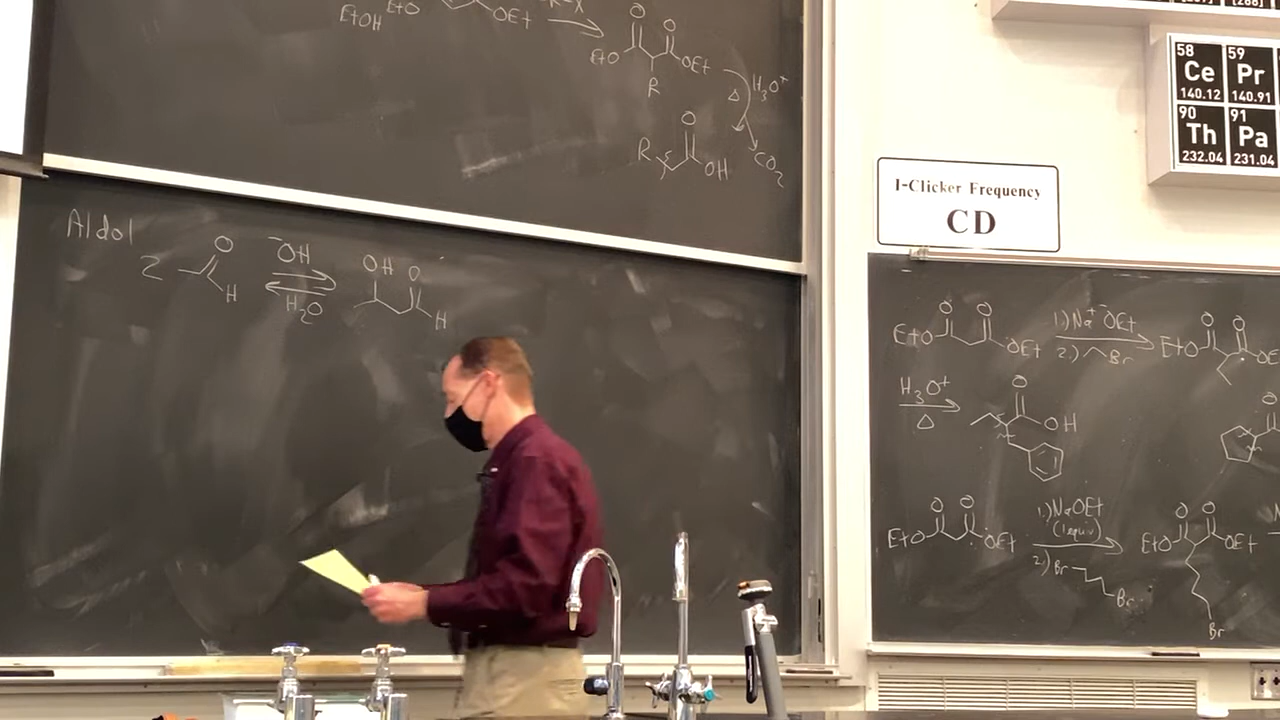 EtOH EtO OEt R-X
O O
EtO OEt
R
H₃O⁺
Δ
O
R OH CO₂
Aldol
2 O H ⁻OH H₂O OH O H
58 59
Ce Pr
140.12 140.91
90 91
Th Pa
232.04 231.04
I-Clicker Frequency
CD
O O
EtO OEt 1.) Na⁺ ⁻OEt EtO O O OE
2.) Br
H₃O⁺
Δ
O
OH
O
O O
EtO OEt 1.) NaOEt
(1 equiv)
2.) Br Br
O O
EtO OEt
Br
N